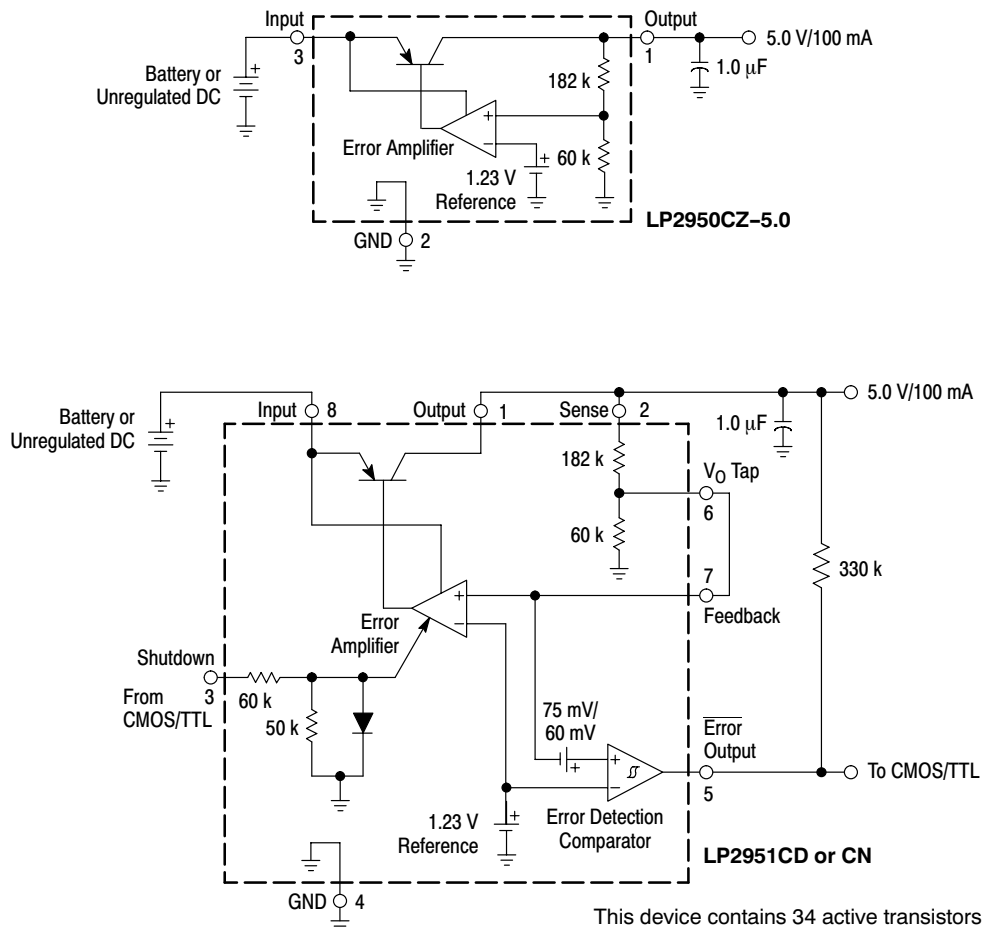 Input
3
Output
1
5.0 V/100 mA
1.0 μF
Battery or
Unregulated DC
+
182 k
60 k
Error Amplifier
+
−
+
1.23 V
Reference
GND 2
LP2950CZ−5.0
Battery or
Unregulated DC
+
Input 8
Output 1
Sense 2
5.0 V/100 mA
1.0 μF
182 k
60 k
VO Tap
6
7
Feedback
330 k
Error
Amplifier
+
−
Shutdown
3
From
CMOS/TTL
60 k
50 k
75 mV/
60 mV
+
+
−
Error
Output
5
To CMOS/TTL
1.23 V
Reference
+
Error Detection
Comparator
LP2951CD or CN
GND 4
This device contains 34 active transistors